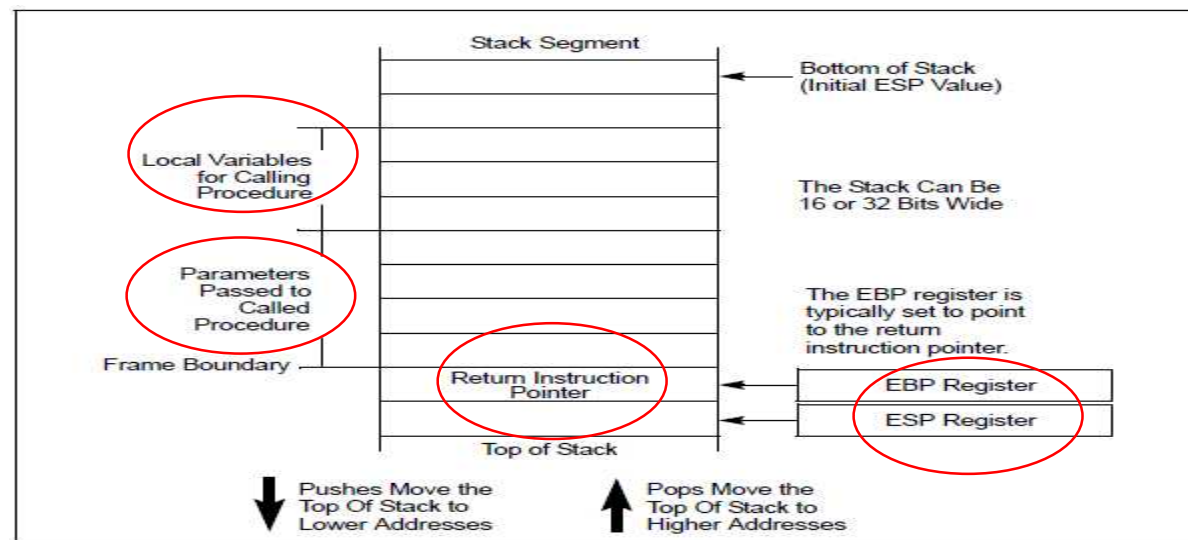 Stack Segment
Bottom of Stack
(Initial ESP Value)
Local Variables
for Calling
Procedure
The Stack Can Be
16 or 32 Bits Wide
Parameters
Passed to
Called
Procedure
The EBP register is
typically set to point
to the return
instruction pointer.
Frame Boundary
Return Instruction
Pointer
EBP Register
ESP Register
Top of Stack
Pushes Move the
Top Of Stack to
Lower Addresses
Pops Move the
Top Of Stack to
Higher Addresses